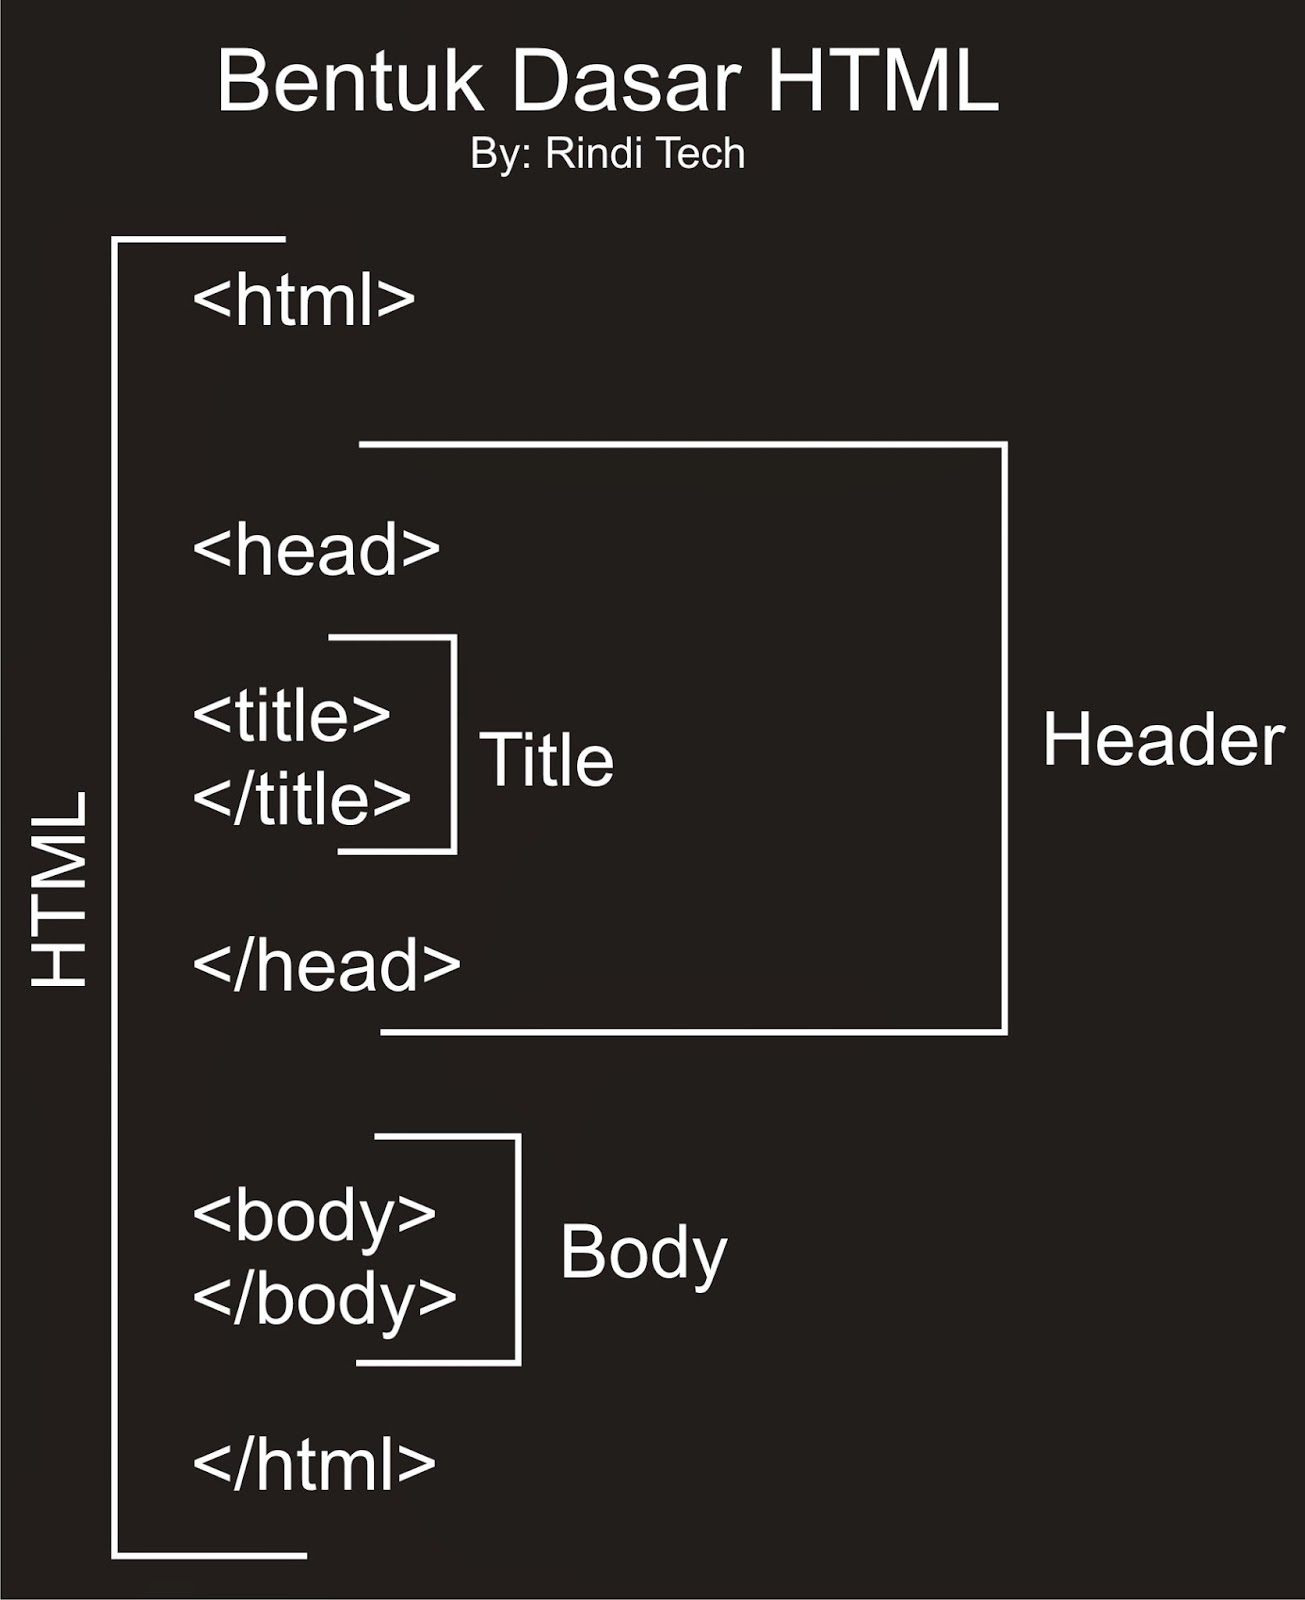 Bentuk Dasar HTML
By: Rindi Tech
<html>
<head>
<title>
</title>
Title
</head>
Header
HTML
<body>
</body>
Body
</html>